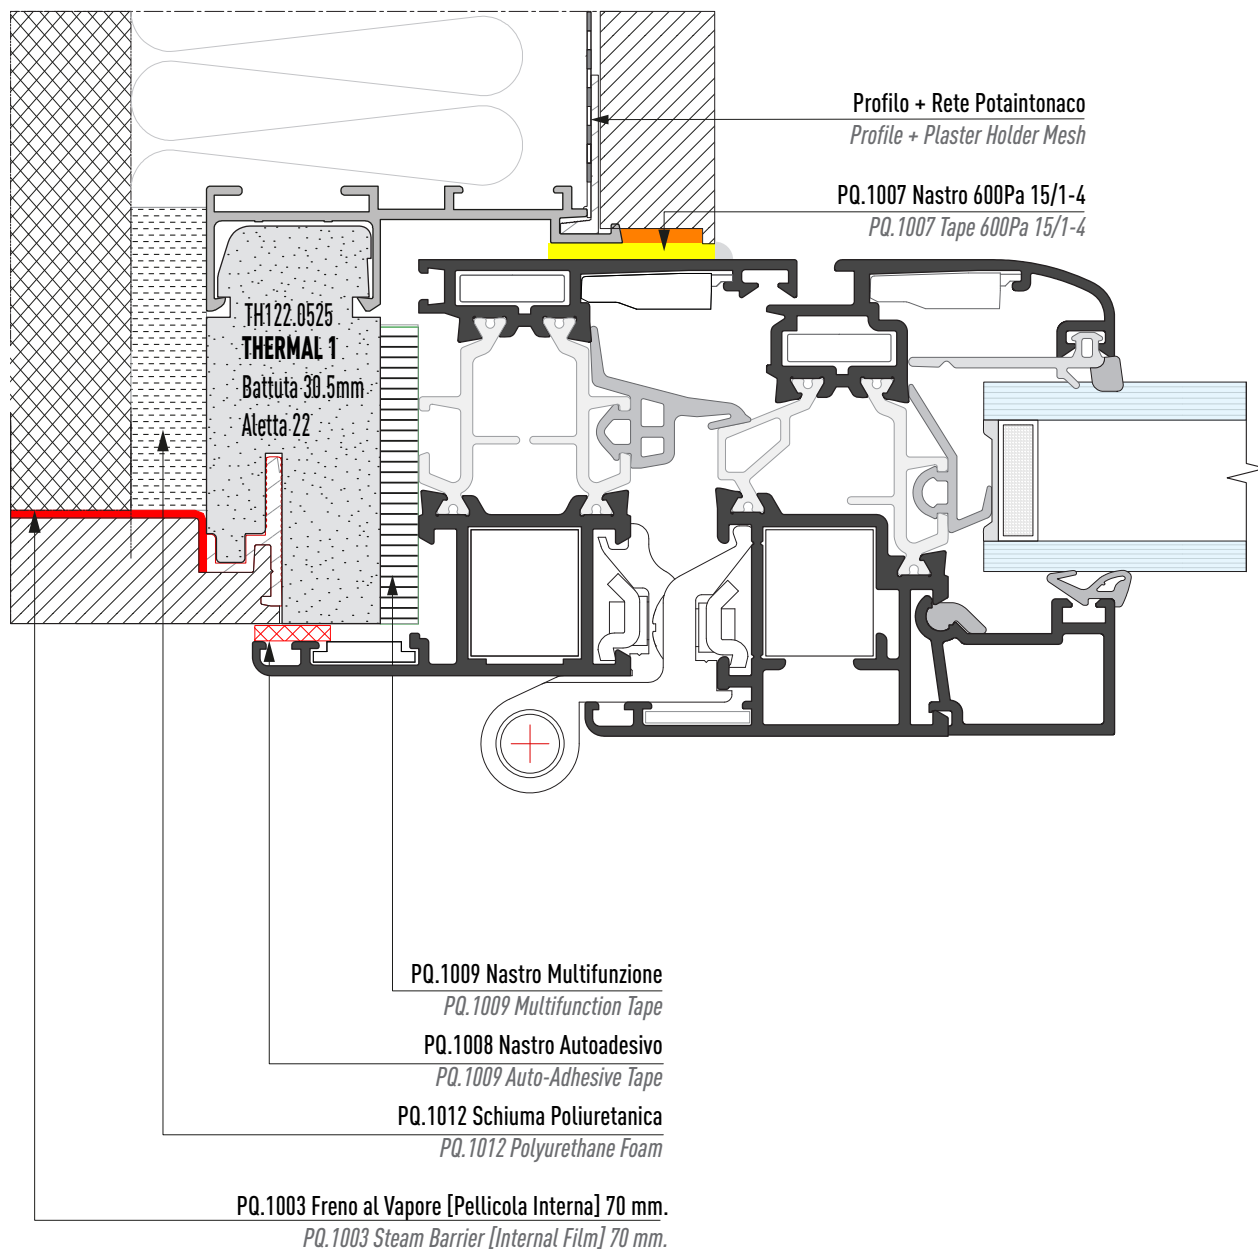 Profilo + Rete Potaintonaco
Profile + Plaster Holder Mesh
PQ.1007 Nastro 600Pa 15/1-4
PQ.1007 Tape 600Pa 15/1-4
TH122.0525
THERMAL 1
Battuta 30.5mm
Aletta 22
PQ.1009 Nastro Multifunzione
PQ.1009 Multifunction Tape
PQ.1008 Nastro Autoadesivo
PQ.1009 Auto-Adhesive Tape
PQ.1012 Schiuma Poliuretanica
PQ.1012 Polyurethane Foam
PQ.1003 Freno al Vapore [Pellicola Interna] 70 mm.
PQ.1003 Steam Barrier [Internal Film] 70 mm.